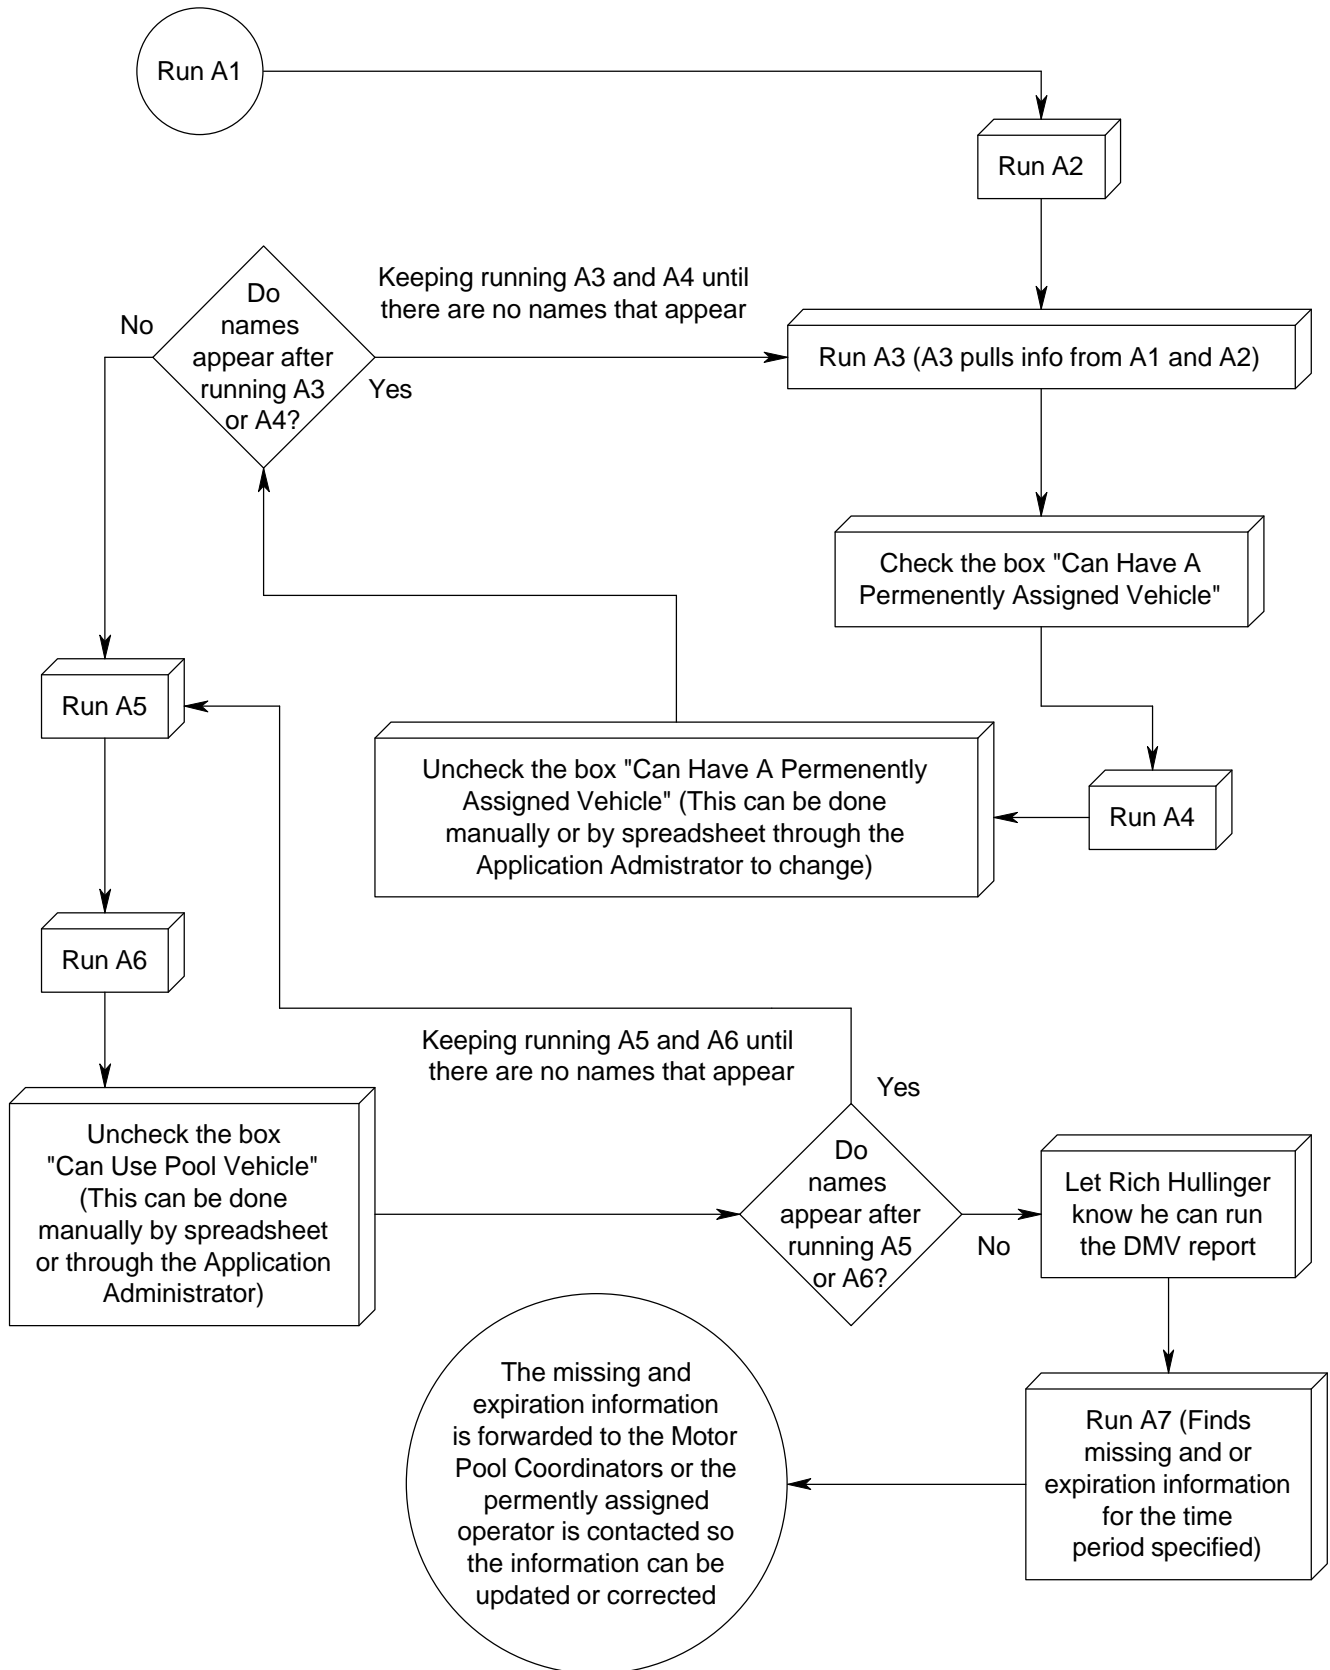 Run A1
Run A2
Keeping running A3 and A4 until
there are no names that appear
Do
names
appear after
running A3
or A4?
No
Yes
Run A3 (A3 pulls info from A1 and A2)
Check the box "Can Have A
Permenently Assigned Vehicle"
Run A4
Uncheck the box "Can Have A Permenently
Assigned Vehicle" (This can be done
manually or by spreadsheet through the
Application Admistrator to change)
Run A5
Run A6
Keeping running A5 and A6 until
there are no names that appear
Uncheck the box
"Can Use Pool Vehicle"
(This can be done
manually by spreadsheet
or through the Application
Administrator)
Yes
Do
names
appear after
running A5
or A6?
No
Let Rich Hullinger
know he can run
the DMV report
Run A7 (Finds
missing and or
expiration information
for the time
period specified)
The missing and
expiration information
is forwarded to the Motor
Pool Coordinators or the
permently assigned
operator is contacted so
the information can be
updated or corrected